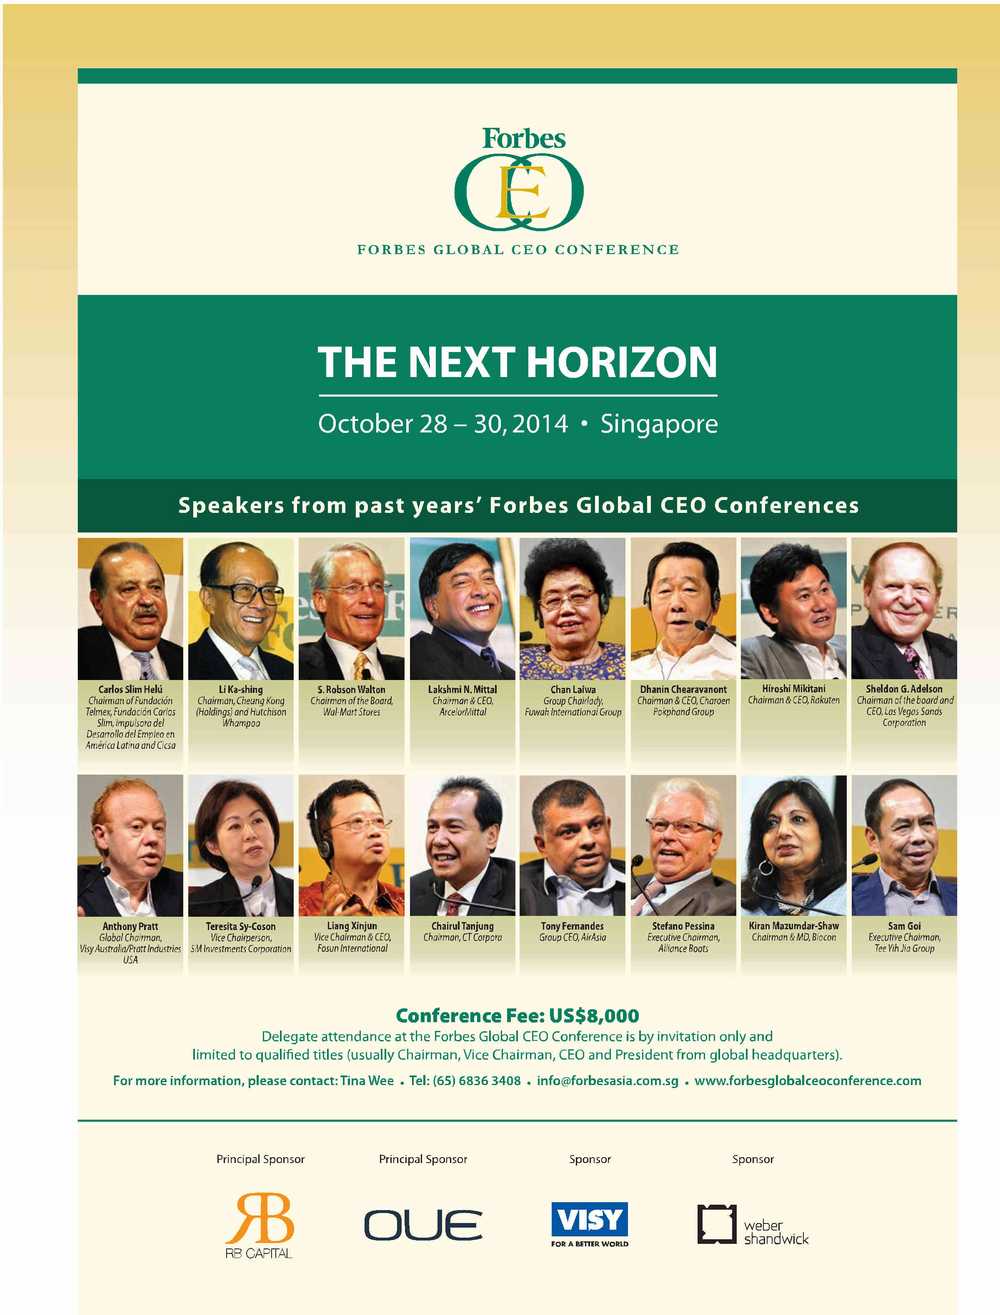 Forbes
CEO
FORBES GLOBAL CEO CONFERENCE
THE NEXT HORIZON
October 28 – 30, 2014 • Singapore
Speakers from past years’ Forbes Global CEO Conferences
Carlos Slim Helú
Chairman of Fundación
Telmex, Fundación Carlos
Slim, Impulsora del
Desarrollo del Empleo en
América Latina and Cicsa
Li Ka-shing
Chairman, Cheung Kong
(Holdings) and Hutchison
Whampoa
S. Robson Walton
Chairman of the Board,
Wal-Mart Stores
Lakshmi N. Mittal
Chairman & CEO,
ArcelorMittal
Chan Laiwa
Group Chairlady,
Fuwah International Group
Dhanin Chearavanont
Chairman & CEO, Charoen
Pokphand Group
Hiroshi Mikitani
Chairman & CEO, Rakuten
Sheldon G. Adelson
Chairman of the board and
CEO, Las Vegas Sands
Corporation
Anthony Pratt
Global Chairman,
Visy Australia/Pratt Industries
USA
Teresita Sy-Coson
Vice Chairperson,
SM Investments Corporation
Liang Xinjun
Vice Chairman & CEO,
Fosun International
Chairul Tanjung
Chairman, CT Corpora
Tony Fernandes
Group CEO, AirAsia
Stefano Pessina
Executive Chairman,
Alliance Boots
Kiran Mazumdar-Shaw
Chairman & MD, Biocon
Sam Goi
Executive Chairman,
Tee Yih Jia Group
Conference Fee: US$8,000
Delegate attendance at the Forbes Global CEO Conference is by invitation only and
limited to qualified titles (usually Chairman, Vice Chairman, CEO and President from global headquarters).
For more information, please contact: Tina Wee • Tel: (65) 6836 3408 • info@forbesasia.com.sg • www.forbesglobalceoconference.com
Principal Sponsor
RB
RB CAPITAL
Principal Sponsor
OUE
Sponsor
VISY
FOR A BETTER WORLD
Sponsor
weber
shandwick